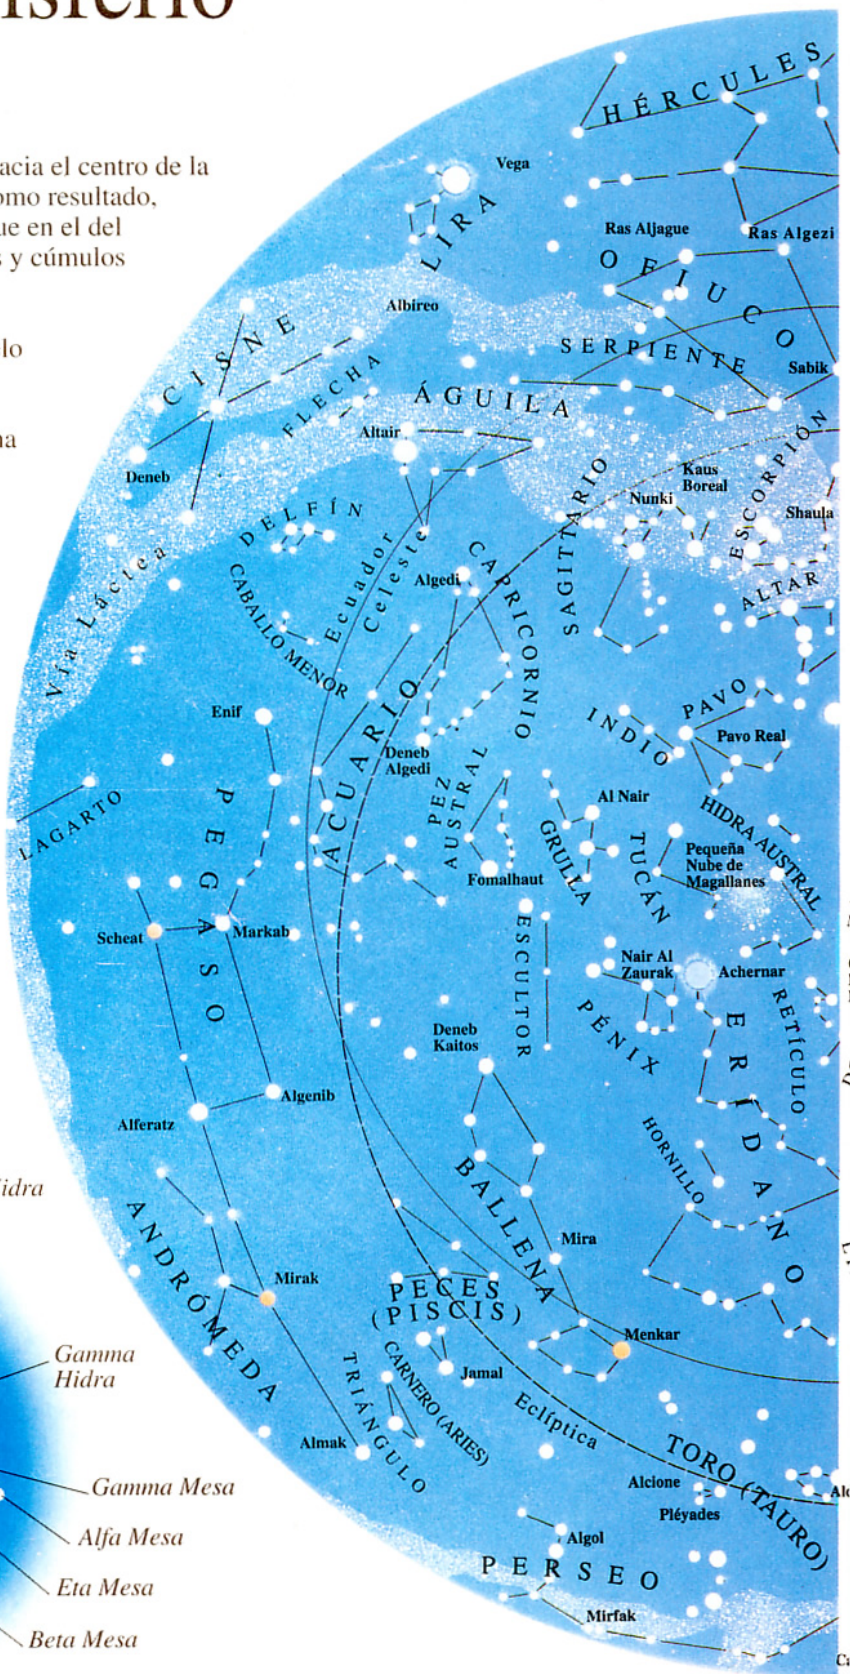 acia el centro de la
omo resultado,
ue en el del
s y cúmulos
elo
na
HÉRCULES
Vega
LIRA
Ras Aljague
Ras Algezi
OFIUCO
Albireo
CISNE
SERPIENTE
Sabik
FLECHA
ÁGUILA
Altair
Deneb
Kaus
Boreal
Nunki
ESCORPIÓN
Shaula
SAGITTARIO
DELFÍN
Ecuador
Celeste
Vía Láctea
CABALLO MENOR
Algedi
CAPRICORNIO
ALTAR
Enif
ACUARIO
Deneb
Algedi
INDIO
PAVO
Pavo Real
LAGARTO
PEGASO
PEZ
AUSTRAL
Al Nair
GRULLA
TUCÁN
HIDRA AUSTRAL
Pequeña
Nube de
Magallanes
Fomalhaut
Scheat
Markab
ESCULTOR
Nair Al
Zaurak
Achernar
PÉNIX
ERÍDANO
RETÍCULO
Deneb
Kaitos
Algenib
Alferatz
HORNILLO
BALLENA
idra
ANDRÓMEDA
Mira
Mirak
PECES
(PISCIS)
Menkar
Gamma
Hidra
TRIÁNGULO
CARNERO (ARIES)
Jamal
Eclíptica
Almak
TORO (TAURO)
Alcione
Pléyades
Gamma Mesa
Alfa Mesa
Algol
PERSEO
Eta Mesa
Mirfak
Beta Mesa